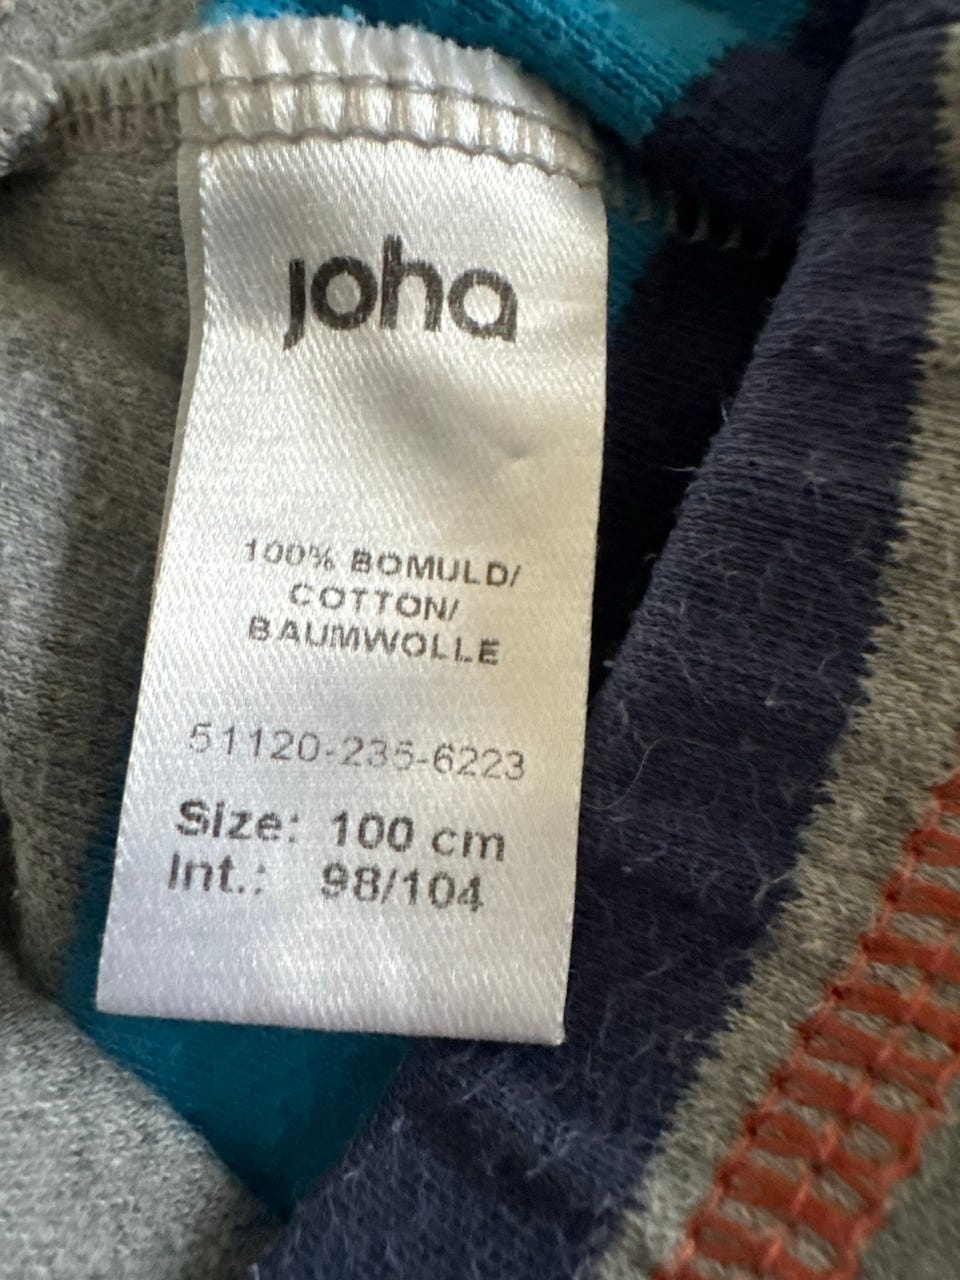 joha
100% BOMULD/
COTTON/
BAUMWOLLE
51120-235-6223
Size: 100 cm
Int.: 98/104